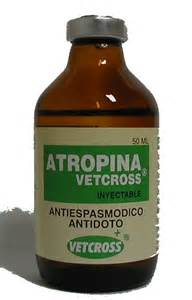 50 ML
ATROPINA
VETCROSS®
INYECTABLE
ANTIESPASMODICO
ANTIDOTO
VETCROSS®